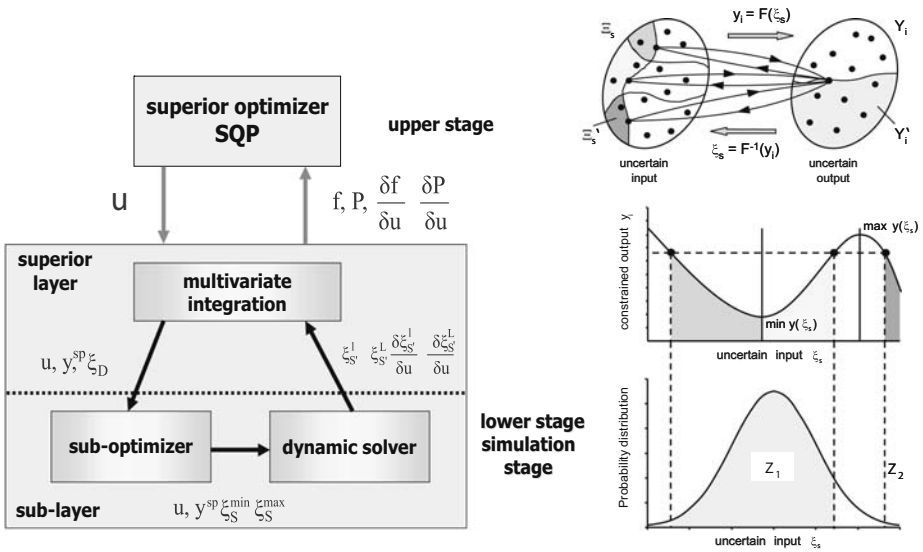 superior optimizer
SQP
upper stage
u
f, P, δf/δu δP/δu
superior
layer
multivariate
integration
u, y,^sp ξ_D
ξ_S'^l ξ_S'^L δξ_S'^l/δu δξ_S'^L/δu
sub-optimizer
dynamic solver
lower stage
simulation
stage
sub-layer
u, y^sp ξ_S^min ξ_S^max
y_i = F(ξ_s)
Ξ_s
Y_i
Ξ_s'
Y_i'
ξ_s = F^-1(y_i)
uncertain
input
uncertain
output
constrained output y_i
max y(ξ_s)
min y(ξ_s)
uncertain input ξ_s
Probability distribution
Z_1
Z_2
uncertain input ξ_s